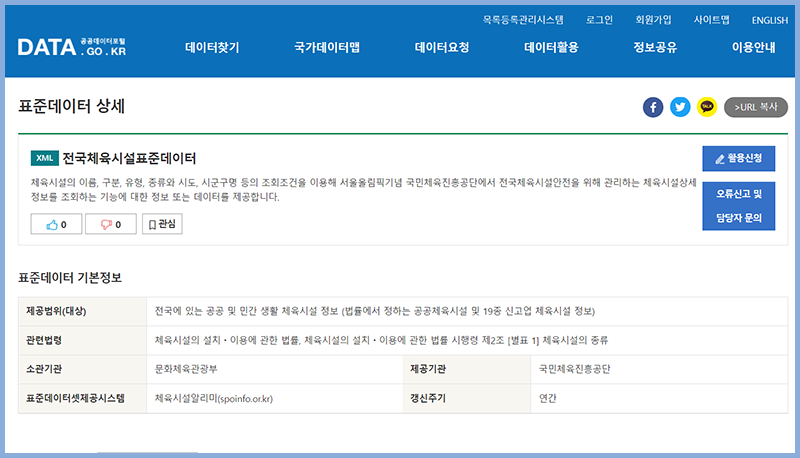 목록등록관리시스템 로그인 회원가입 사이트맵 ENGLISH
DATA 공공데이터포털 .GO.KR
데이터찾기 국가데이터맵 데이터요청 데이터활용 정보공유 이용안내
표준데이터 상세
f TALK >URL 복사
XML 전국체육시설표준데이터
활용신청
체육시설의 이름, 구분, 유형, 종류와 시도, 시군구명 등의 조회조건을 이용해 서울올림픽기념 국민체육진흥공단에서 전국체육시설안전을 위해 관리하는 체육시설상세
정보를 조회하는 기능에 대한 정보 또는 데이터를 제공합니다.
오류신고 및
담당자 문의
0 0 관심
표준데이터 기본정보
제공범위(대상) 전국에 있는 공공 및 민간 생활 체육시설 정보 (법률에서 정하는 공공체육시설 및 19종 신고업 체육시설 정보)
관련법령 체육시설의 설치・이용에 관한 법률, 체육시설의 설치・이용에 관한 법률 시행령 제2조 [별표 1] 체육시설의 종류
소관기관 문화체육관광부 제공기관 국민체육진흥공단
표준데이터셋제공시스템 체육시설알리미(spoinfo.or.kr) 갱신주기 연간